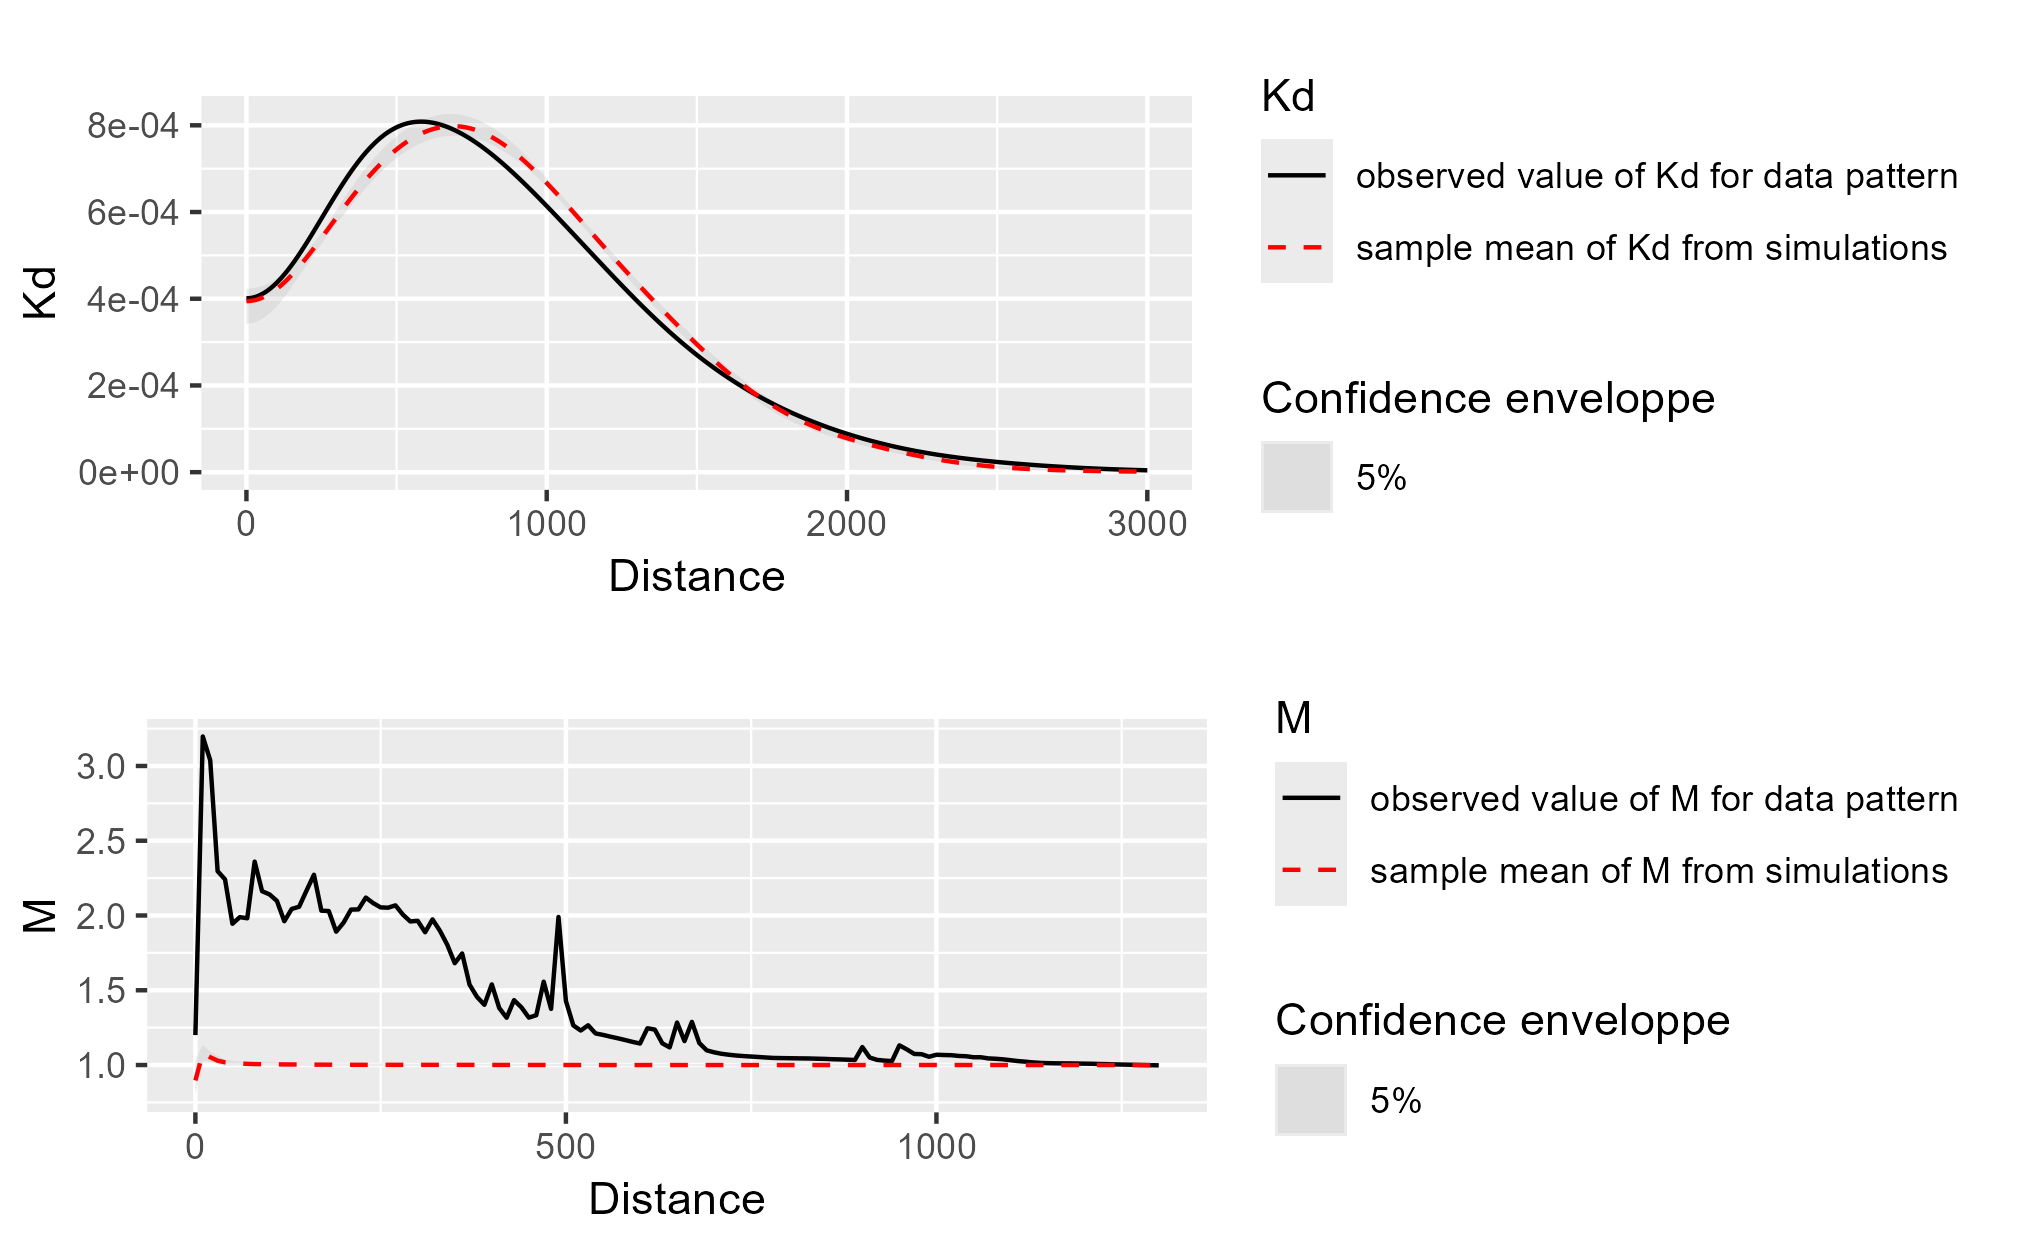 Kd
8e-04
6e-04
4e-04
2e-04
0e+00
0 1000 2000 3000
Distance
Kd
observed value of Kd for data pattern
sample mean of Kd from simulations
Confidence enveloppe
5%
M
3.0
2.5
2.0
1.5
1.0
0 500 1000
Distance
M
observed value of M for data pattern
sample mean of M from simulations
Confidence enveloppe
5%